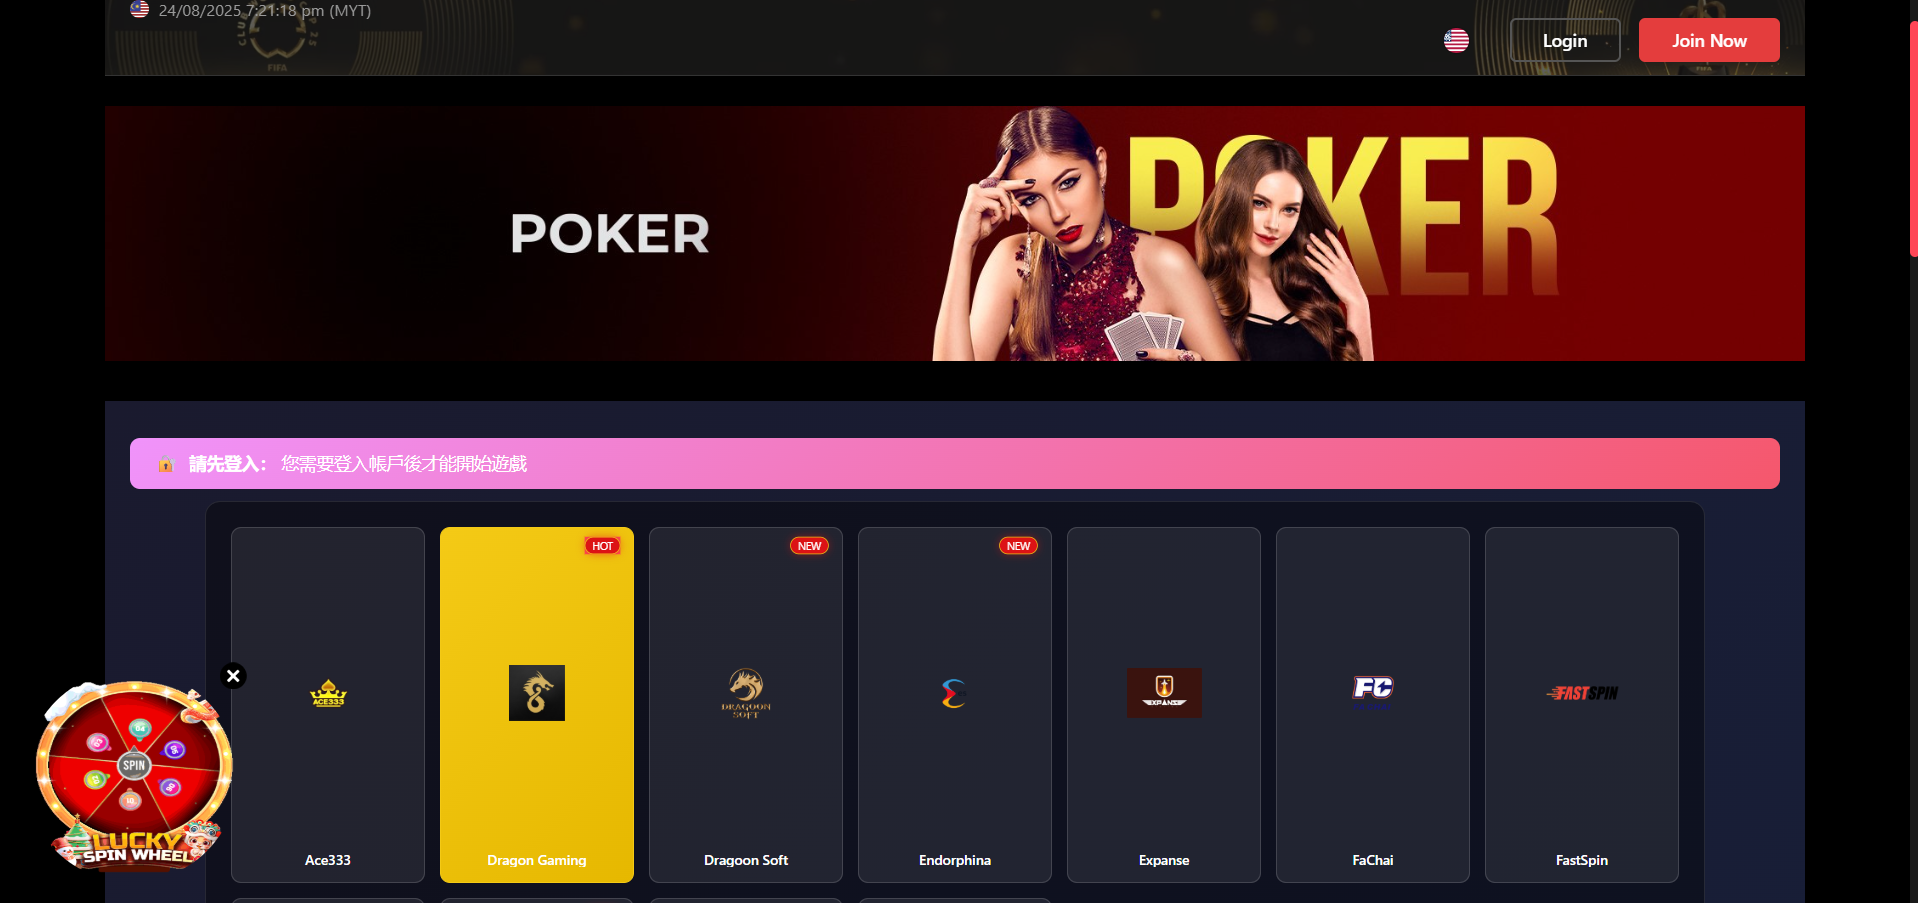 24/08/2025 7:21:18 pm (MYT)
FIFA
FIFA
Login
Join Now
POKER
POKER
請先登入： 您需要登入帳戶後才能開始遊戲
HOT
NEW
NEW
ACE333
DRAGOON
SOFT
EXPANSE
FC
FASTSPIN
SPIN
LUCKY
SPIN WHEEL
Ace333
Dragon Gaming
Dragoon Soft
Endorphina
Expanse
FaChai
FastSpin